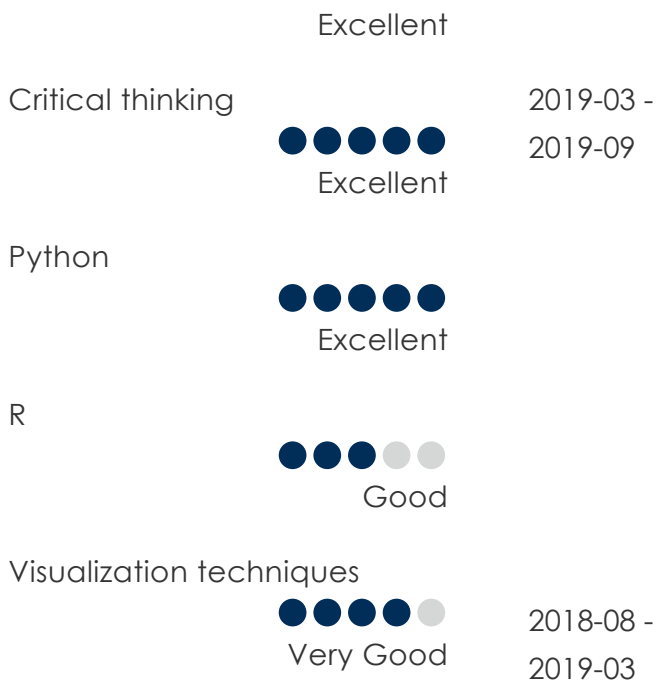 Excellent
Critical thinking
Excellent
Python
Excellent
R
Good
Visualization techniques
Very Good
2019-03 -
2019-09
2018-08 -
2019-03